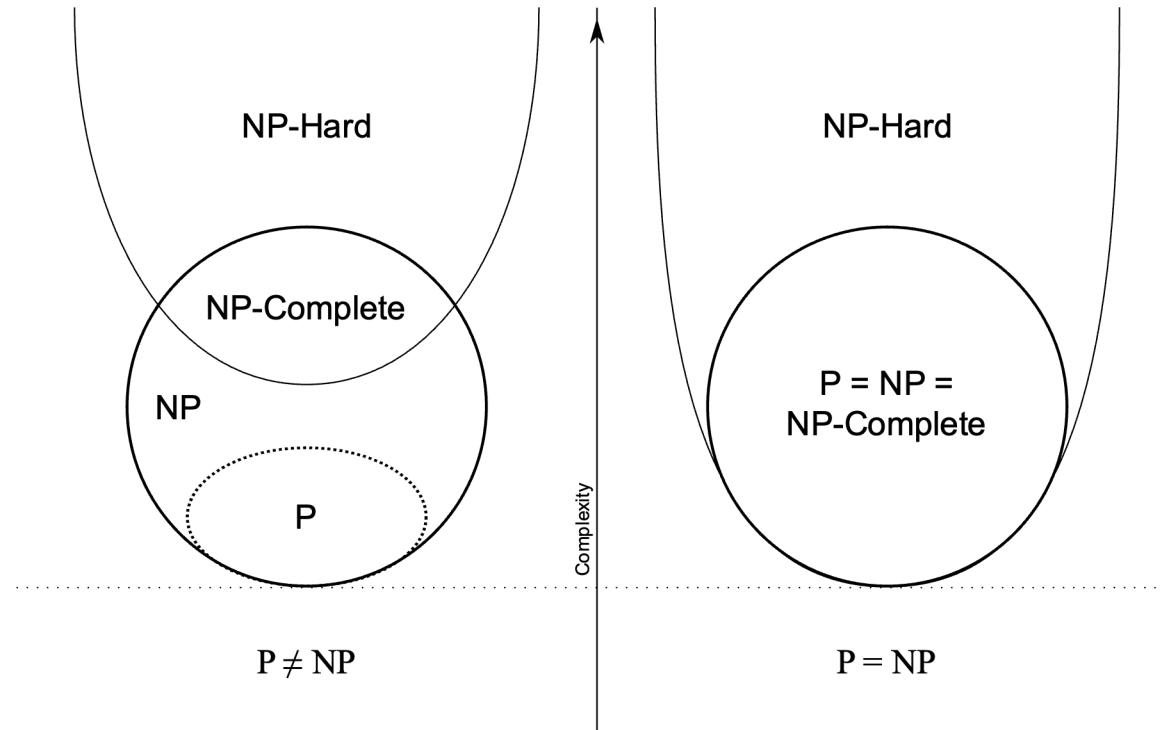 NP-Hard
NP-Complete
NP
P
P ≠ NP
Complexity
NP-Hard
P = NP =
NP-Complete
P = NP